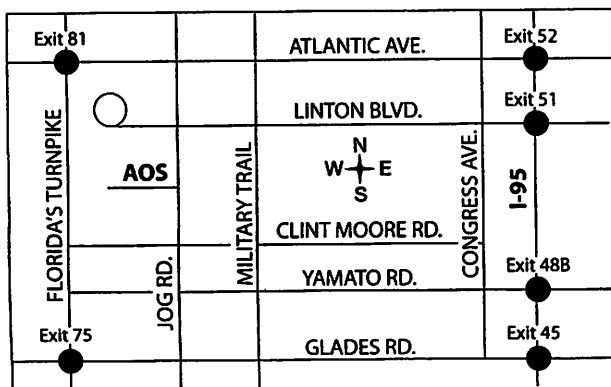 Exit 81
ATLANTIC AVE.
Exit 52
LINTON BLVD.
Exit 51
FLORIDA'S TURNPIKE
AOS
JOG RD.
MILITARY TRAIL
N
W E
S
CONGRESS AVE.
I-95
CLINT MOORE RD.
YAMATO RD.
Exit 48B
Exit 75
GLADES RD.
Exit 45